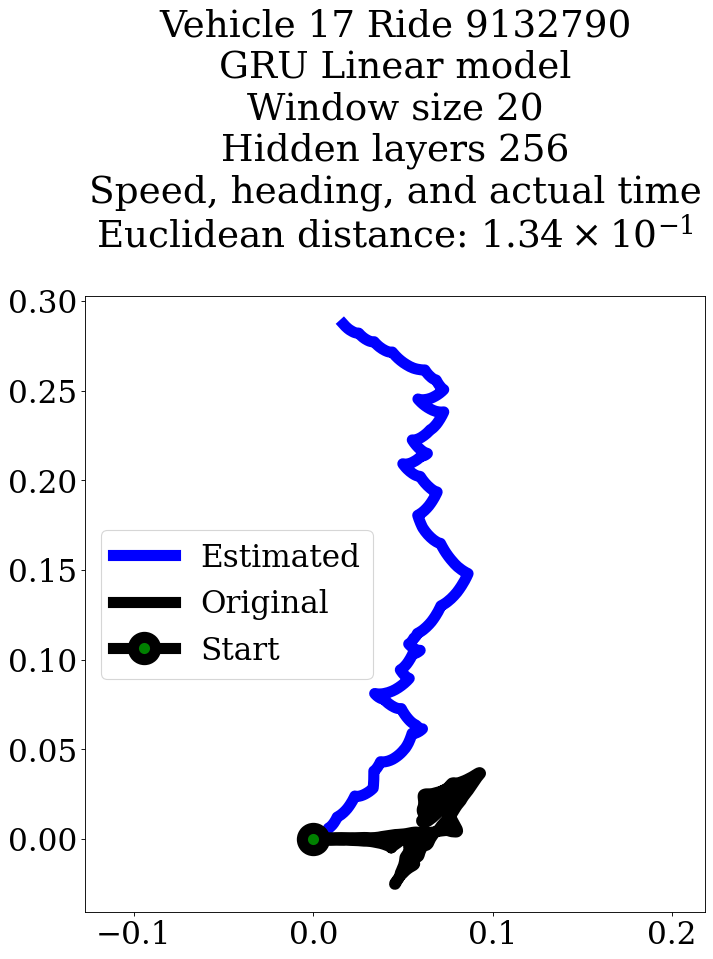 Vehicle 17 Ride 9132790
GRU Linear model
Window size 20
Hidden layers 256
Speed, heading, and actual time
Euclidean distance: 1.34 × 10⁻¹
0.30
0.25
0.20
0.15
0.10
0.05
0.00
Estimated
Original
Start
−0.1
0.0
0.1
0.2